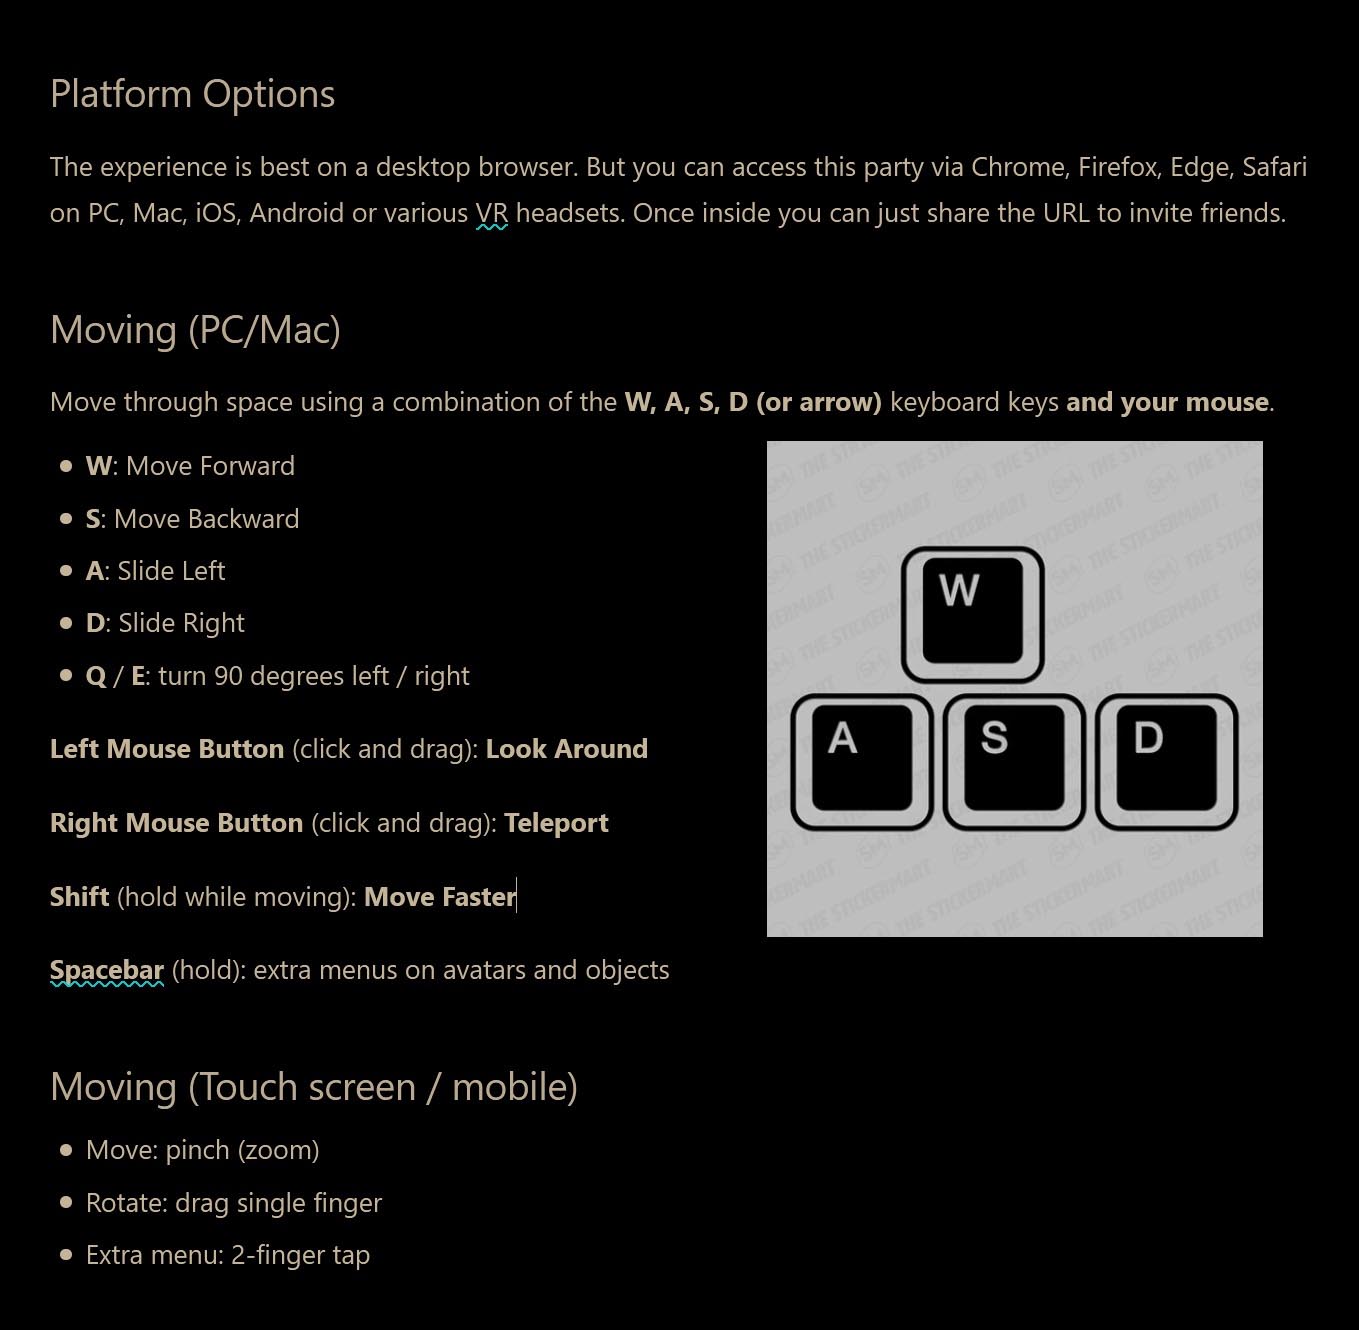 Platform Options
The experience is best on a desktop browser. But you can access this party via Chrome, Firefox, Edge, Safari
on PC, Mac, iOS, Android or various VR headsets. Once inside you can just share the URL to invite friends.
Moving (PC/Mac)
Move through space using a combination of the W, A, S, D (or arrow) keyboard keys and your mouse.
W: Move Forward
S: Move Backward
A: Slide Left
D: Slide Right
Q / E: turn 90 degrees left / right
Left Mouse Button (click and drag): Look Around
Right Mouse Button (click and drag): Teleport
Shift (hold while moving): Move Faster
Spacebar (hold): extra menus on avatars and objects
W
A S D
THE STICKERMART
Moving (Touch screen / mobile)
Move: pinch (zoom)
Rotate: drag single finger
Extra menu: 2-finger tap